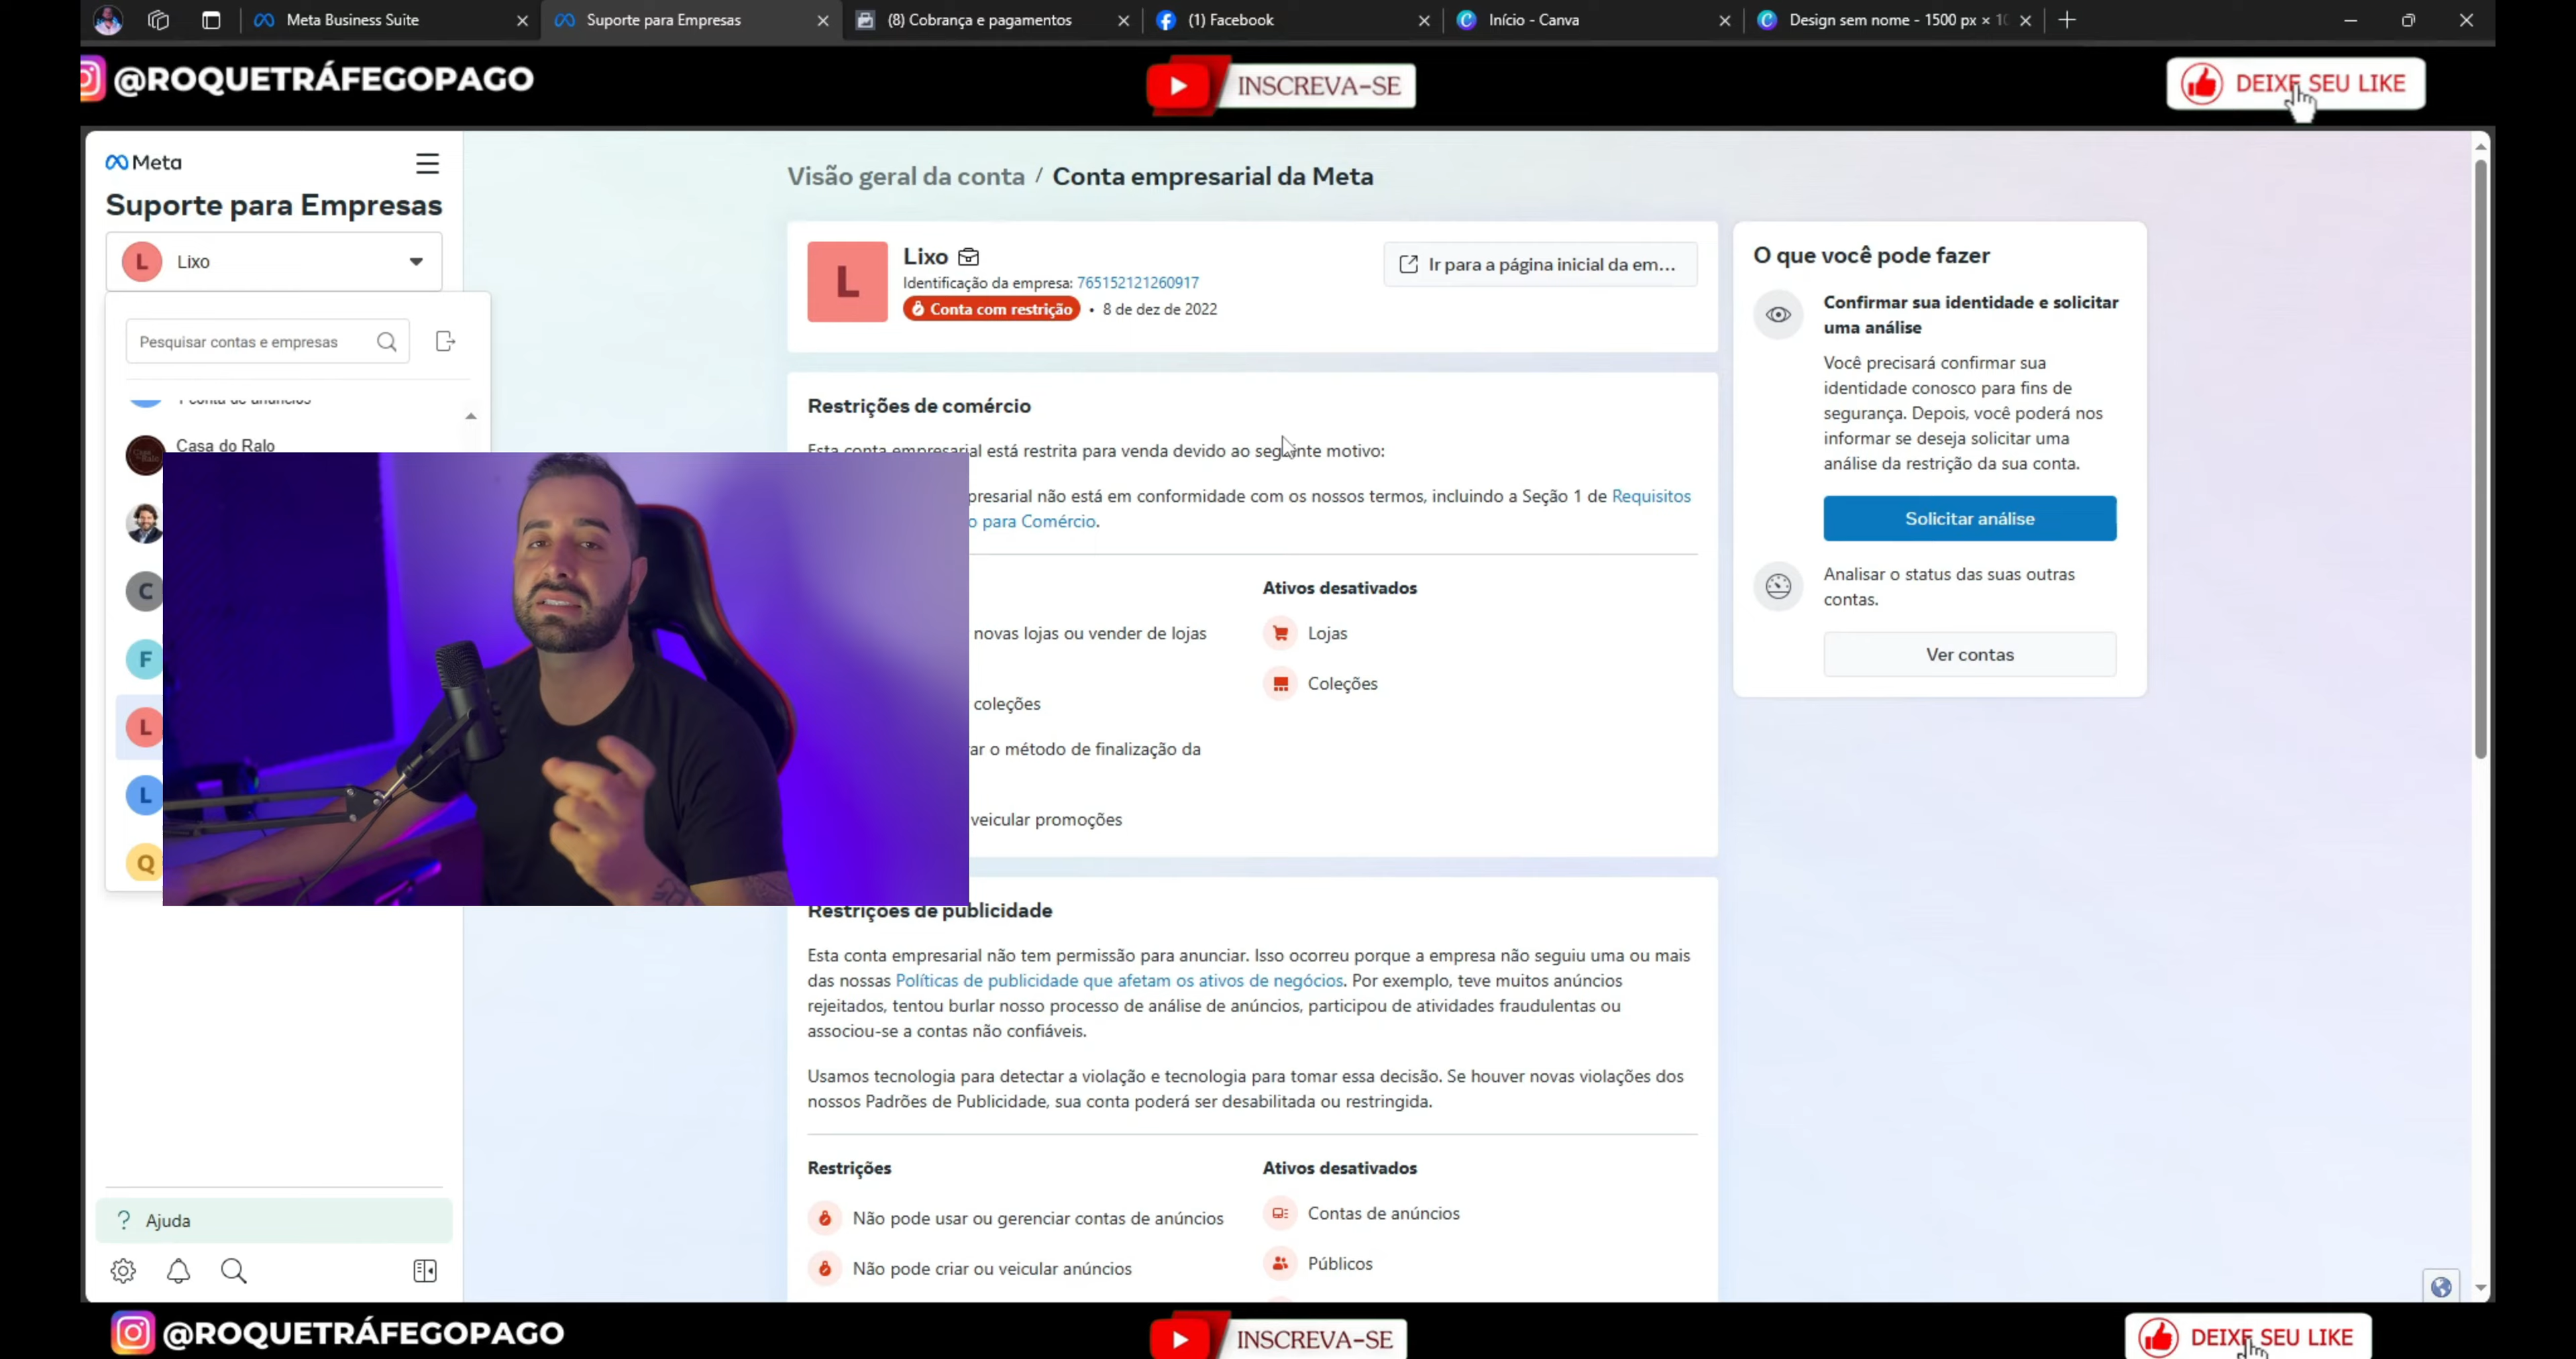 Meta Business Suite
Suporte para Empresas
(8) Cobrança e pagamentos
(1) Facebook
Início - Canva
Design sem nome - 1500 px × 10
@ROQUETRÁFEGOPAGO
INSCREVA-SE
DEIXE SEU LIKE
Meta
Suporte para Empresas
L Lixo
Pesquisar contas e empresas
1 conta de anúncios
Casa do Ralo
C
F
L
L
Q
Ajuda
Visão geral da conta / Conta empresarial da Meta
L
Lixo
Identificação da empresa: 765152121260917
Conta com restrição • 8 de dez de 2022
Ir para a página inicial da em...
Restrições de comércio
Esta conta empresarial está restrita para venda devido ao seguinte motivo:
presarial não está em conformidade com os nossos termos, incluindo a Seção 1 de Requisitos
o para Comércio.
novas lojas ou vender de lojas
coleções
ar o método de finalização da
veicular promoções
Ativos desativados
Lojas
Coleções
Restrições de publicidade
Esta conta empresarial não tem permissão para anunciar. Isso ocorreu porque a empresa não seguiu uma ou mais
das nossas Políticas de publicidade que afetam os ativos de negócios. Por exemplo, teve muitos anúncios
rejeitados, tentou burlar nosso processo de análise de anúncios, participou de atividades fraudulentas ou
associou-se a contas não confiáveis.
Usamos tecnologia para detectar a violação e tecnologia para tomar essa decisão. Se houver novas violações dos
nossos Padrões de Publicidade, sua conta poderá ser desabilitada ou restringida.
Restrições
Não pode usar ou gerenciar contas de anúncios
Não pode criar ou veicular anúncios
Ativos desativados
Contas de anúncios
Públicos
O que você pode fazer
Confirmar sua identidade e solicitar
uma análise
Você precisará confirmar sua
identidade conosco para fins de
segurança. Depois, você poderá nos
informar se deseja solicitar uma
análise da restrição da sua conta.
Solicitar análise
Analisar o status das suas outras
contas.
Ver contas
@ROQUETRÁFEGOPAGO
INSCREVA-SE
DEIXE SEU LIKE